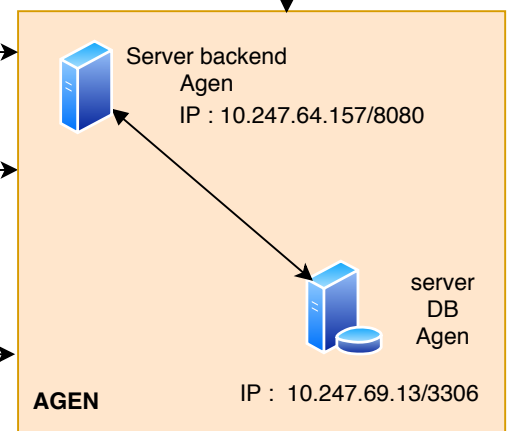 Server backend
Agen
IP : 10.247.64.157/8080
server
DB
Agen
IP :  10.247.69.13/3306
AGEN